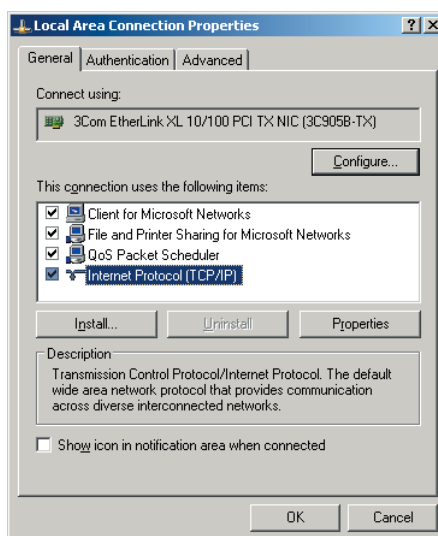 Local Area Connection Properties
General Authentication Advanced
Connect using:
3Com EtherLink XL 10/100 PCI TX NIC (3C905B-TX)
Configure...
This connection uses the following items:
Client for Microsoft Networks
File and Printer Sharing for Microsoft Networks
QoS Packet Scheduler
Internet Protocol (TCP/IP)
Install... Uninstall Properties
Description
Transmission Control Protocol/Internet Protocol. The default
wide area network protocol that provides communication
across diverse interconnected networks.
Show icon in notification area when connected
OK Cancel